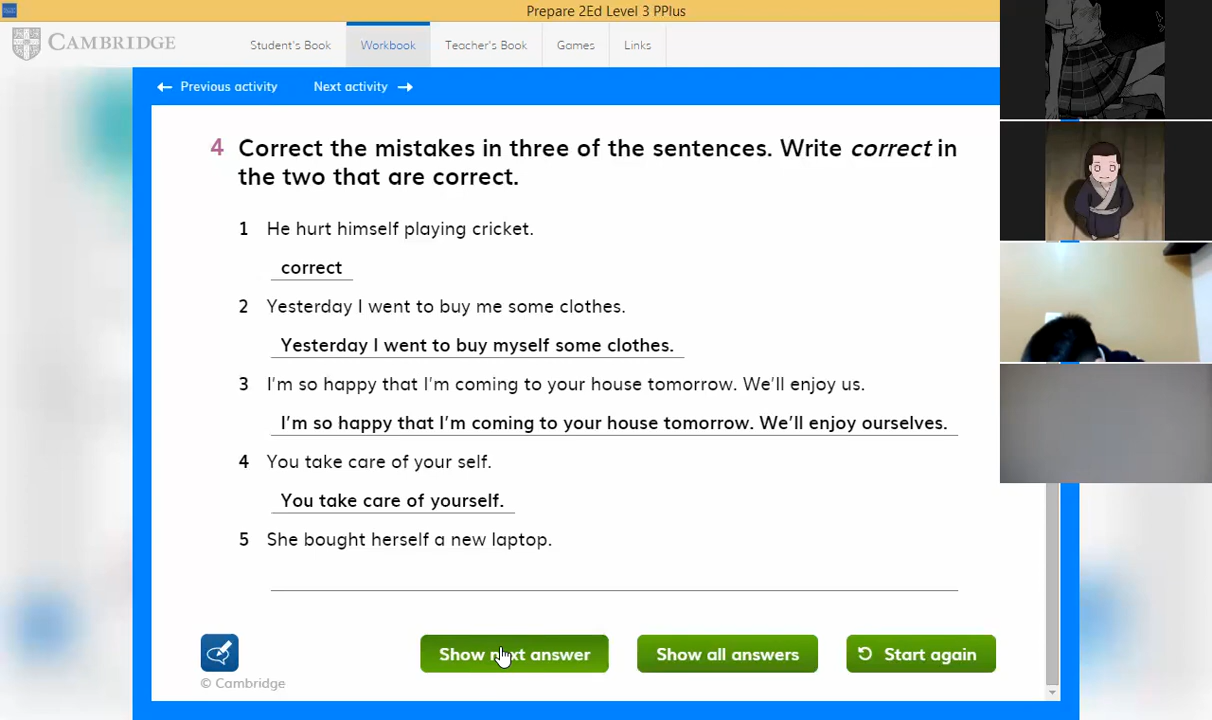 Prepare 2Ed Level 3 PPlus
CAMBRIDGE
Student's Book Workbook Teacher's Book Games Links
← Previous activity Next activity →
4 Correct the mistakes in three of the sentences. Write correct in
the two that are correct.
1 He hurt himself playing cricket.
correct
2 Yesterday I went to buy me some clothes.
Yesterday I went to buy myself some clothes.
3 I'm so happy that I'm coming to your house tomorrow. We'll enjoy us.
I'm so happy that I'm coming to your house tomorrow. We'll enjoy ourselves.
4 You take care of your self.
You take care of yourself.
5 She bought herself a new laptop.
Show next answer Show all answers Start again
© Cambridge